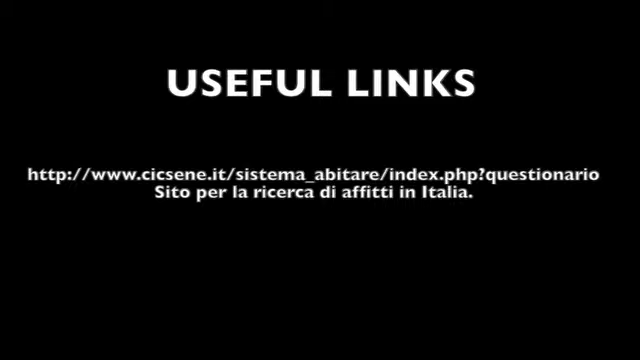 USEFUL LINKS
http://www.cicsene.it/sistema_abitare/index.php?questionario
Sito per la ricerca di affitti in Italia.